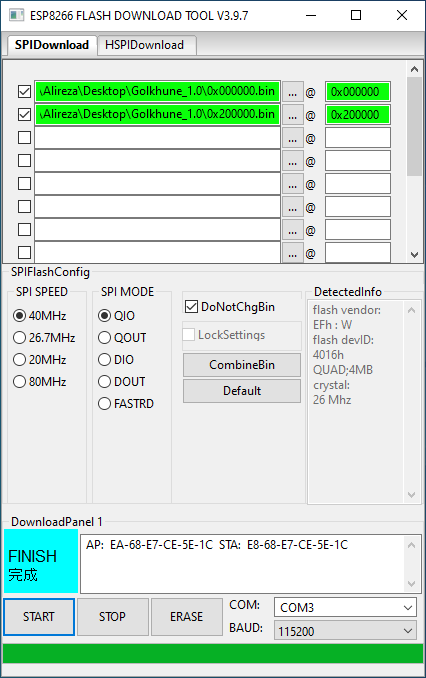 ESP8266 FLASH DOWNLOAD TOOL V3.9.7
SPIDownload HSPIDownload
\Alireza\Desktop\Golkhune_1.0\0x000000.bin ... @ 0x000000
\Alireza\Desktop\Golkhune_1.0\0x200000.bin ... @ 0x200000
... @
... @
... @
... @
... @
... @
SPIFlashConfig
SPI SPEED
40MHz
26.7MHz
20MHz
80MHz
SPI MODE
QIO
QOUT
DIO
DOUT
FASTRD
DoNotChgBin
LockSettings
CombineBin
Default
DetectedInfo
flash vendor:
EFh : W
flash devID:
4016h
QUAD;4MB
crystal:
26 Mhz
DownloadPanel 1
FINISH
完成
AP: EA-68-E7-CE-5E-1C STA: E8-68-E7-CE-5E-1C
START STOP ERASE
COM: COM3
BAUD: 115200